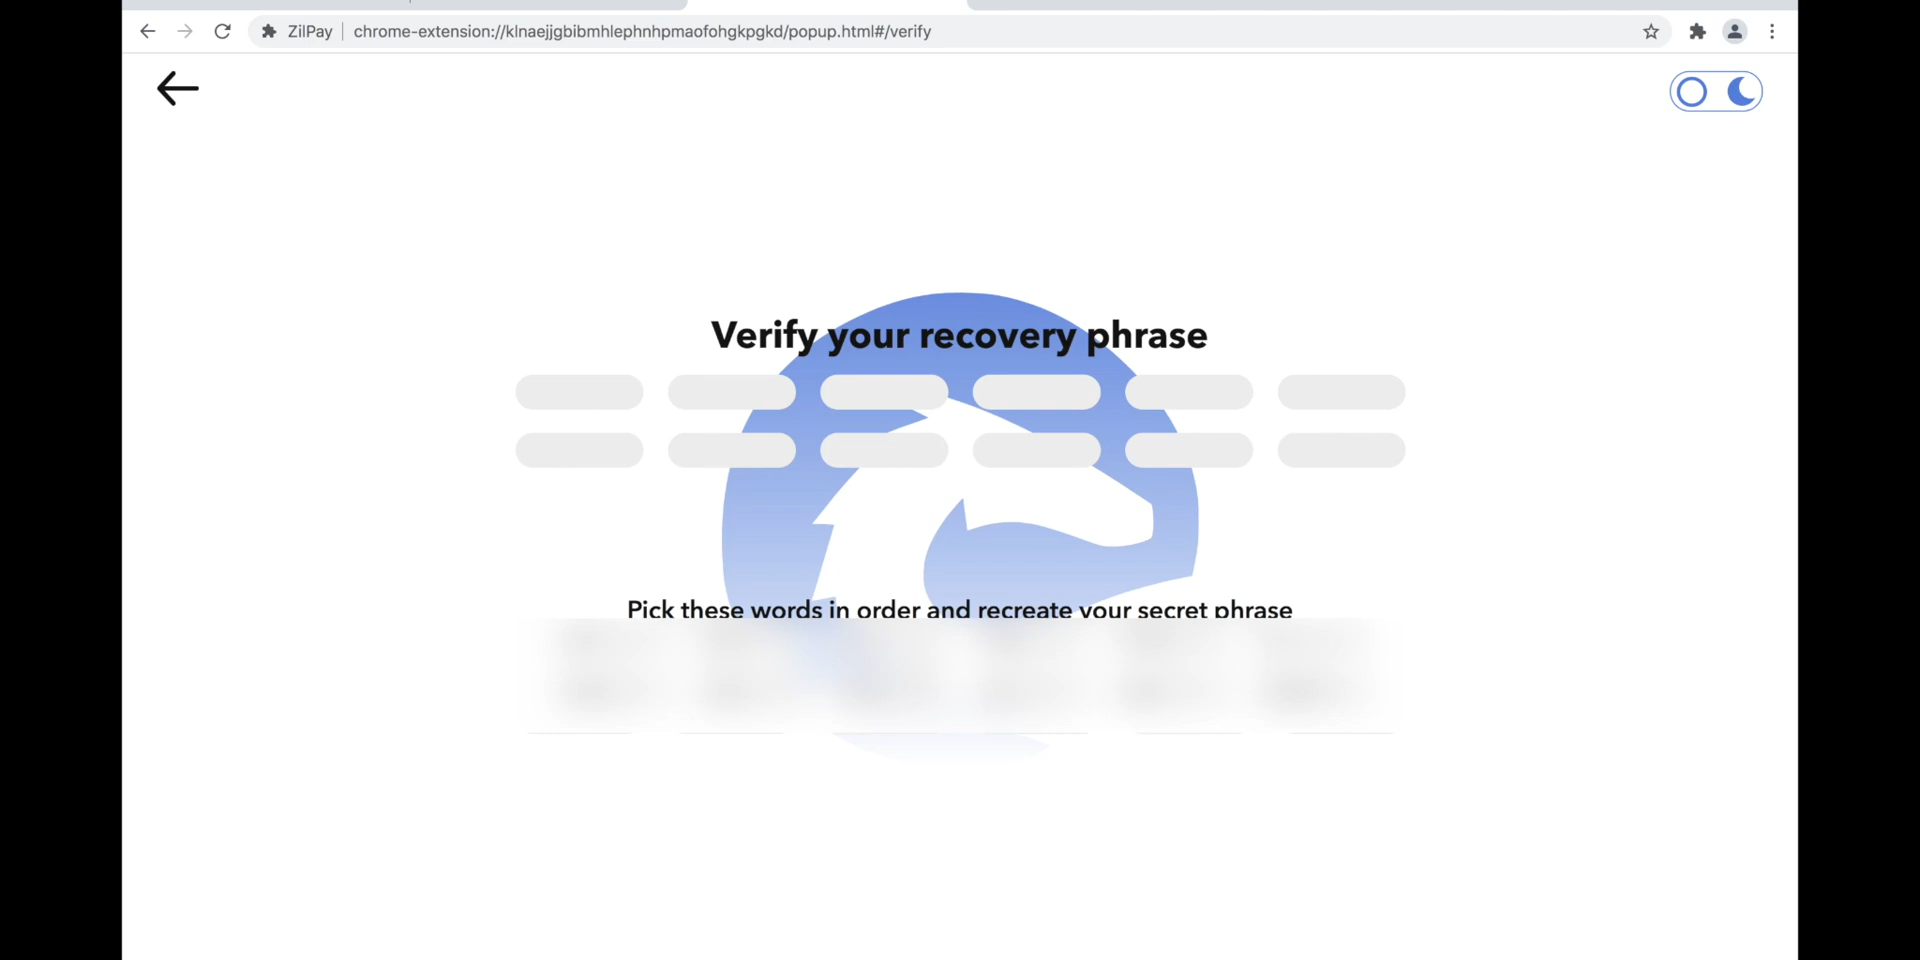 ZilPay chrome-extension://klnaejjgbibmhlephnhpmaofohgkpgkd/popup.html#/verify
Verify your recovery phrase
Pick these words in order and recreate your secret phrase